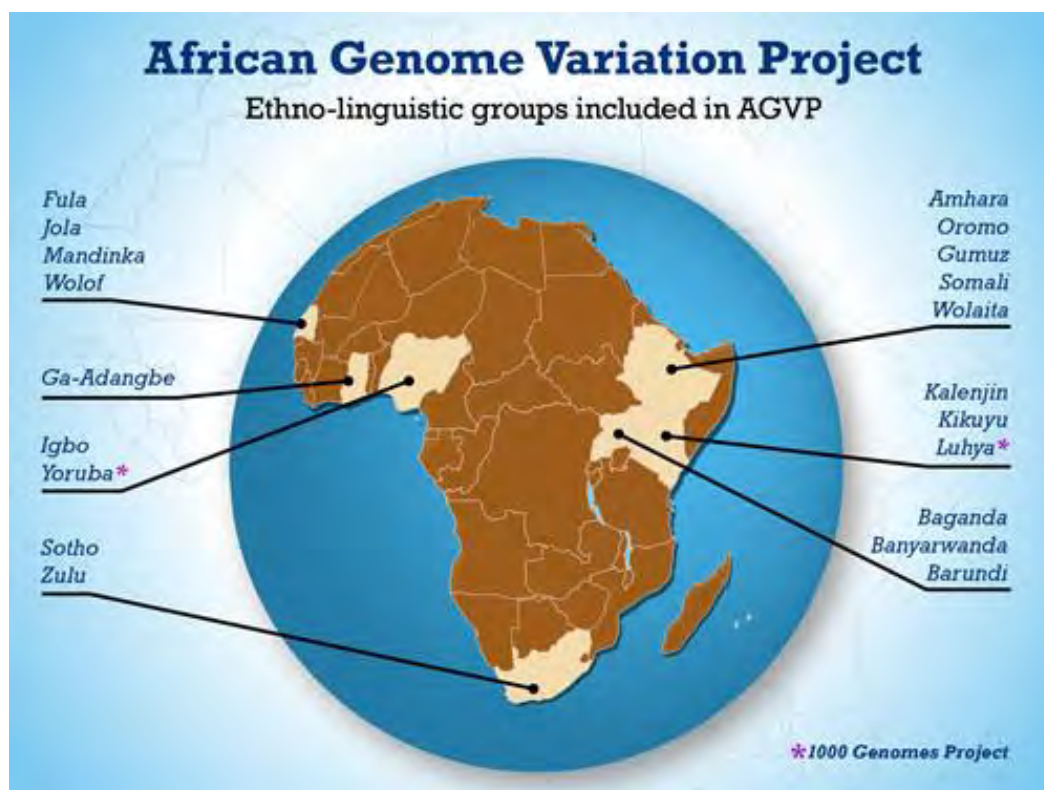 African Genome Variation Project
Ethno-linguistic groups included in AGVP
Fula
Jola
Mandinka
Wolof
Ga-Adangbe
Igbo
Yoruba*
Sotho
Zulu
Amhara
Oromo
Gumuz
Somali
Wolaita
Kalenjin
Kikuyu
Luhya*
Baganda
Banyarwanda
Barundi
*1000 Genomes Project